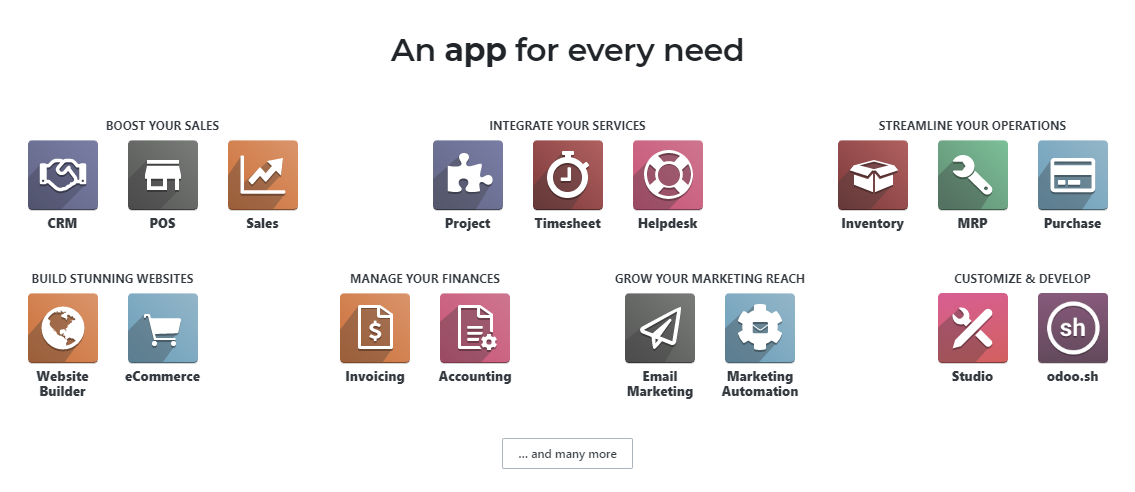 An app for every need
BOOST YOUR SALES
CRM
POS
Sales
INTEGRATE YOUR SERVICES
Project
Timesheet
Helpdesk
STREAMLINE YOUR OPERATIONS
Inventory
MRP
Purchase
BUILD STUNNING WEBSITES
Website
Builder
eCommerce
MANAGE YOUR FINANCES
$
Invoicing
Accounting
GROW YOUR MARKETING REACH
Email
Marketing
Marketing
Automation
CUSTOMIZE & DEVELOP
Studio
sh
odoo.sh
... and many more